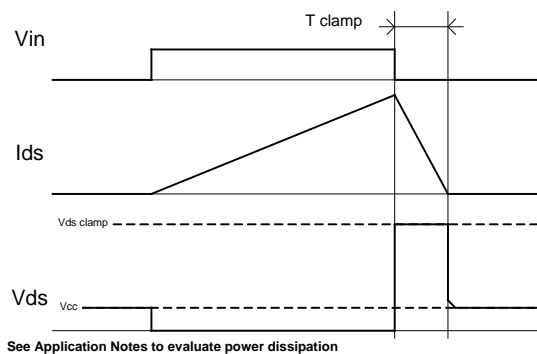 T clamp
Vin
Ids
Vds clamp
Vds
Vcc
See Application Notes to evaluate power dissipation